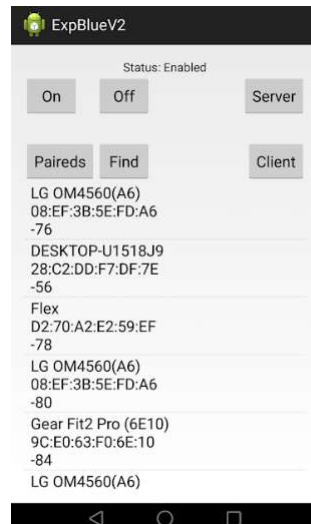 ExpBlueV2
Status: Enabled
On Off Server
Paireds Find Client
LG OM4560(A6)
08:EF:3B:5E:FD:A6
-76
DESKTOP-U1518J9
28:C2:DD:F7:DF:7E
-56
Flex
D2:70:A2:E2:59:EF
-78
LG OM4560(A6)
08:EF:3B:5E:FD:A6
-80
Gear Fit2 Pro (6E10)
9C:E0:63:F0:6E:10
-84
LG OM4560(A6)